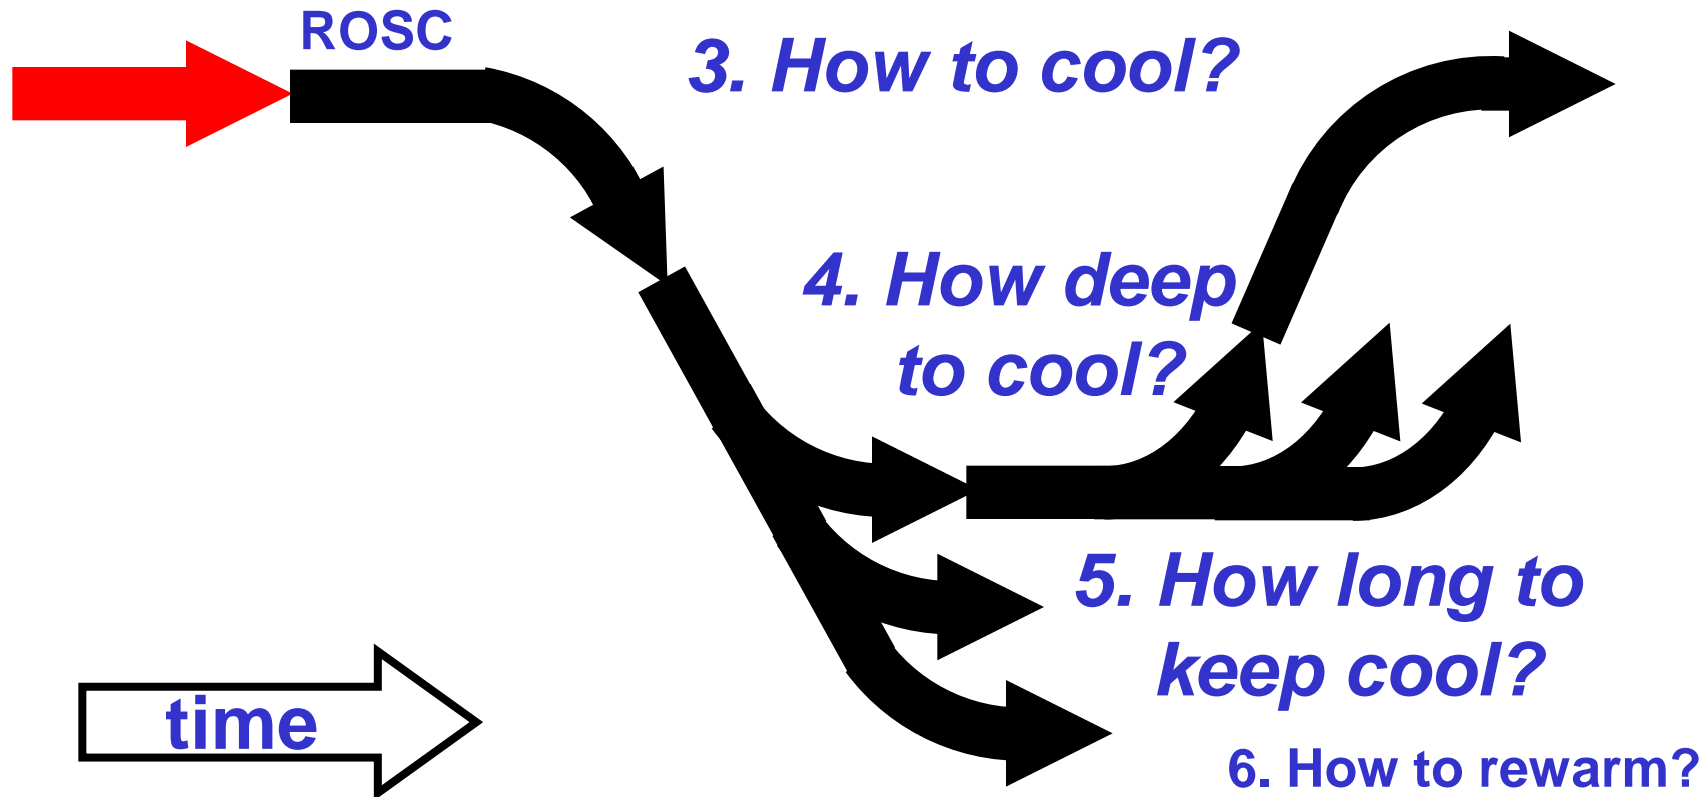 ROSC
3. How to cool?
4. How deep
to cool?
5. How long to
keep cool?
time
6. How to rewarm?